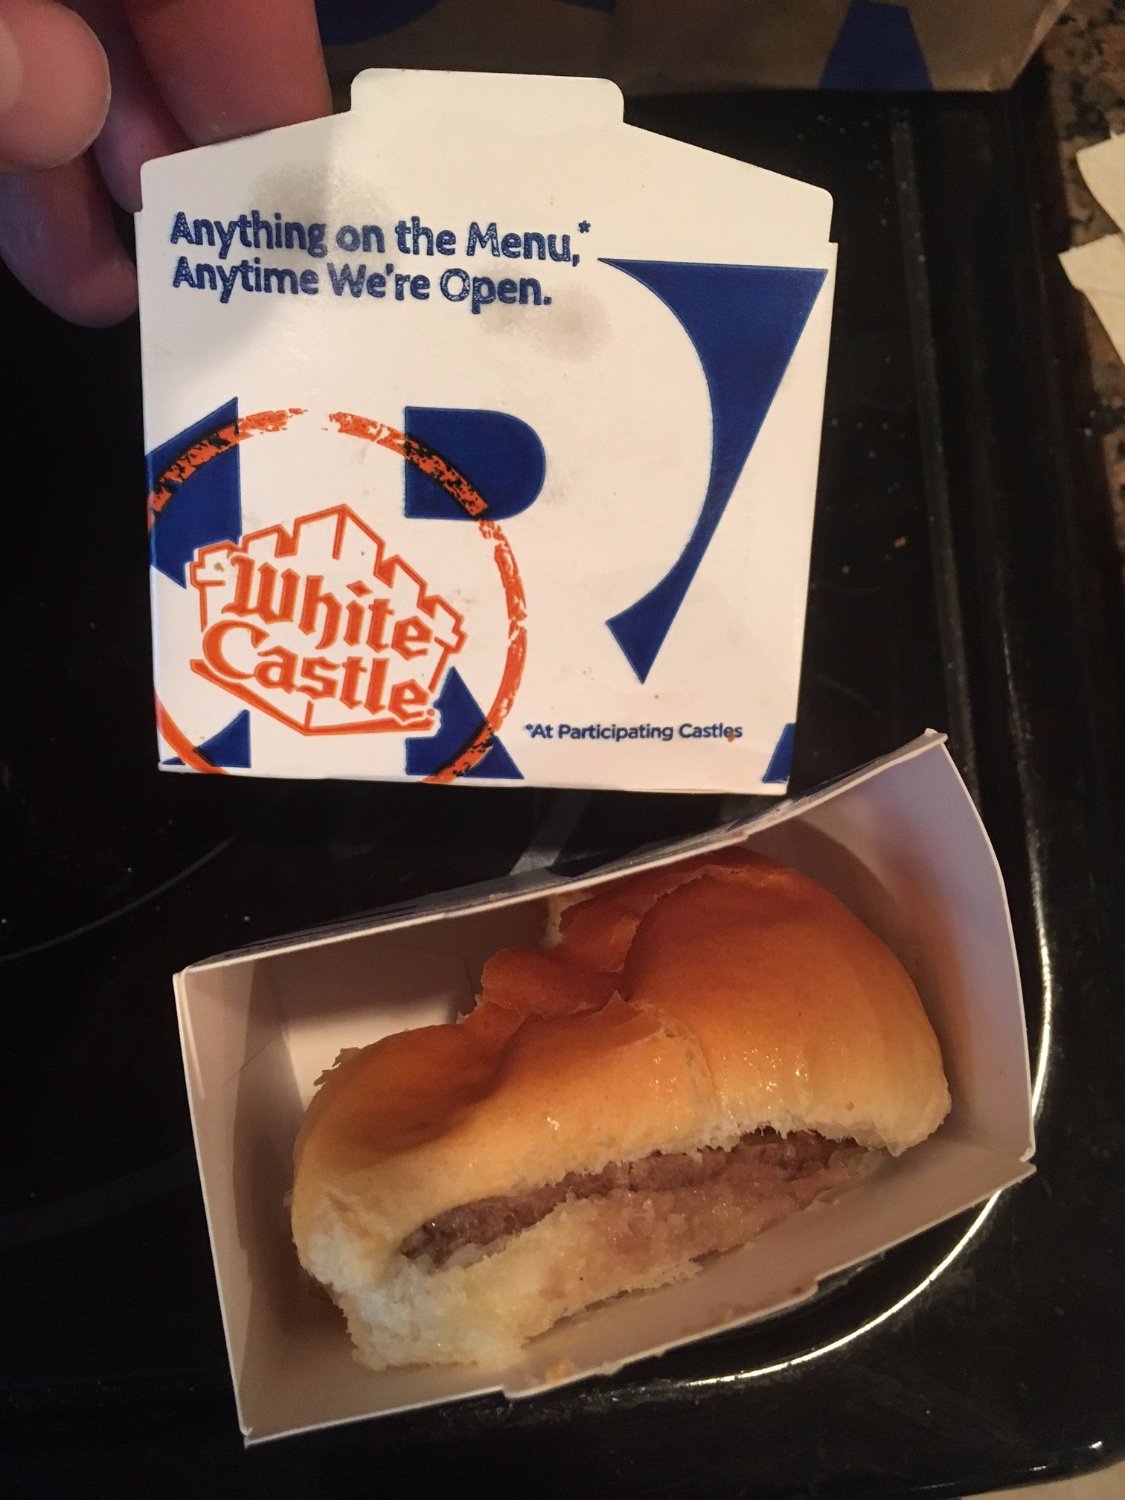 Anything on the Menu,*
Anytime We're Open.
White
Castle.
*At Participating Castles